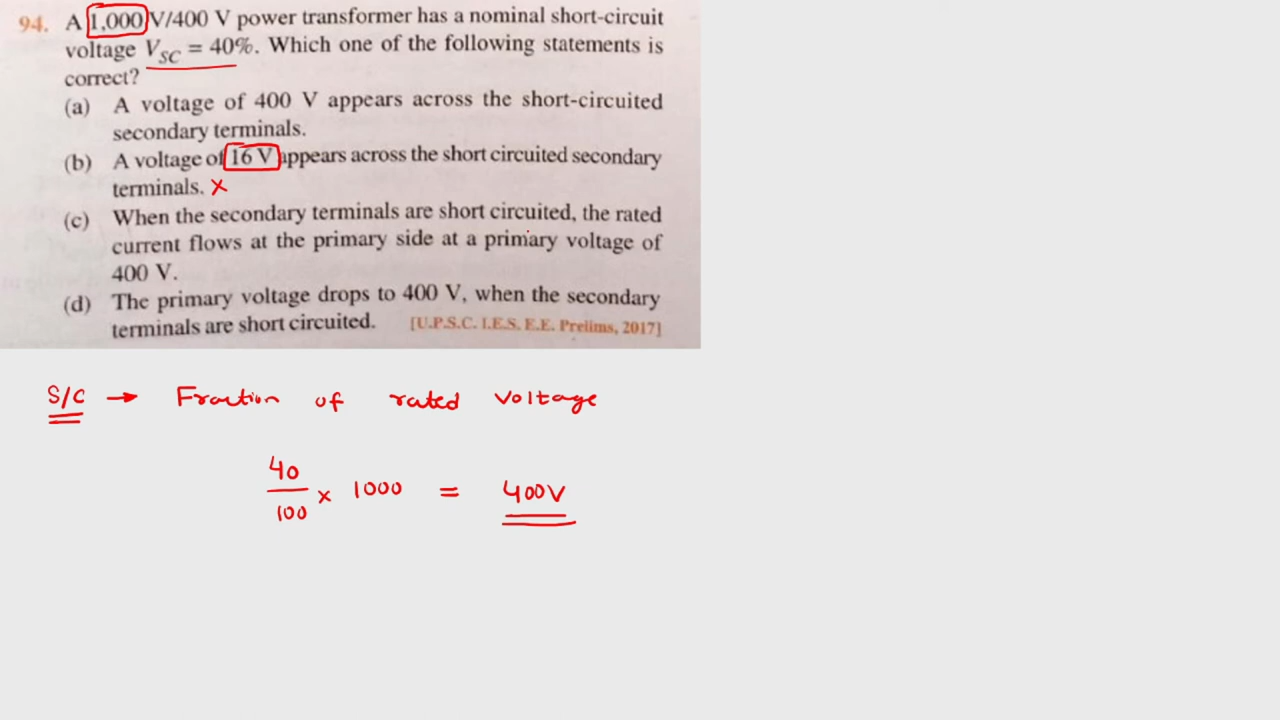 94. A 1,000 V/400 V power transformer has a nominal short-circuit
voltage VSC = 40%. Which one of the following statements is
correct?
(a) A voltage of 400 V appears across the short-circuited
secondary terminals.
(b) A voltage of 16 V appears across the short circuited secondary
terminals. ×
(c) When the secondary terminals are short circuited, the rated
current flows at the primary side at a primary voltage of
400 V.
(d) The primary voltage drops to 400 V, when the secondary
terminals are short circuited. [U.P.S.C. I.E.S. E.E. Prelims, 2017]
S/C → Fraction of rated voltage
40/100 × 1000 = 400V